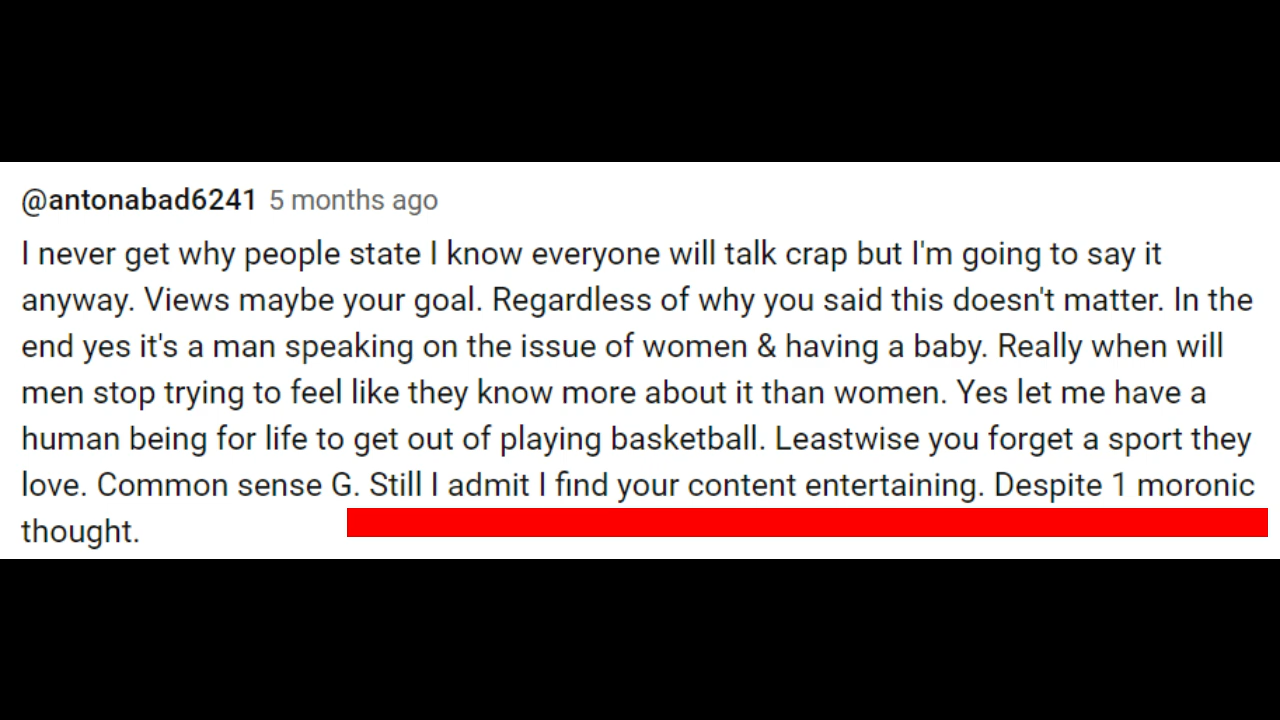 @antonabad6241 5 months ago
I never get why people state I know everyone will talk crap but I'm going to say it
anyway. Views maybe your goal. Regardless of why you said this doesn't matter. In the
end yes it's a man speaking on the issue of women & having a baby. Really when will
men stop trying to feel like they know more about it than women. Yes let me have a
human being for life to get out of playing basketball. Leastwise you forget a sport they
love. Common sense G. Still I admit I find your content entertaining. Despite 1 moronic
thought.